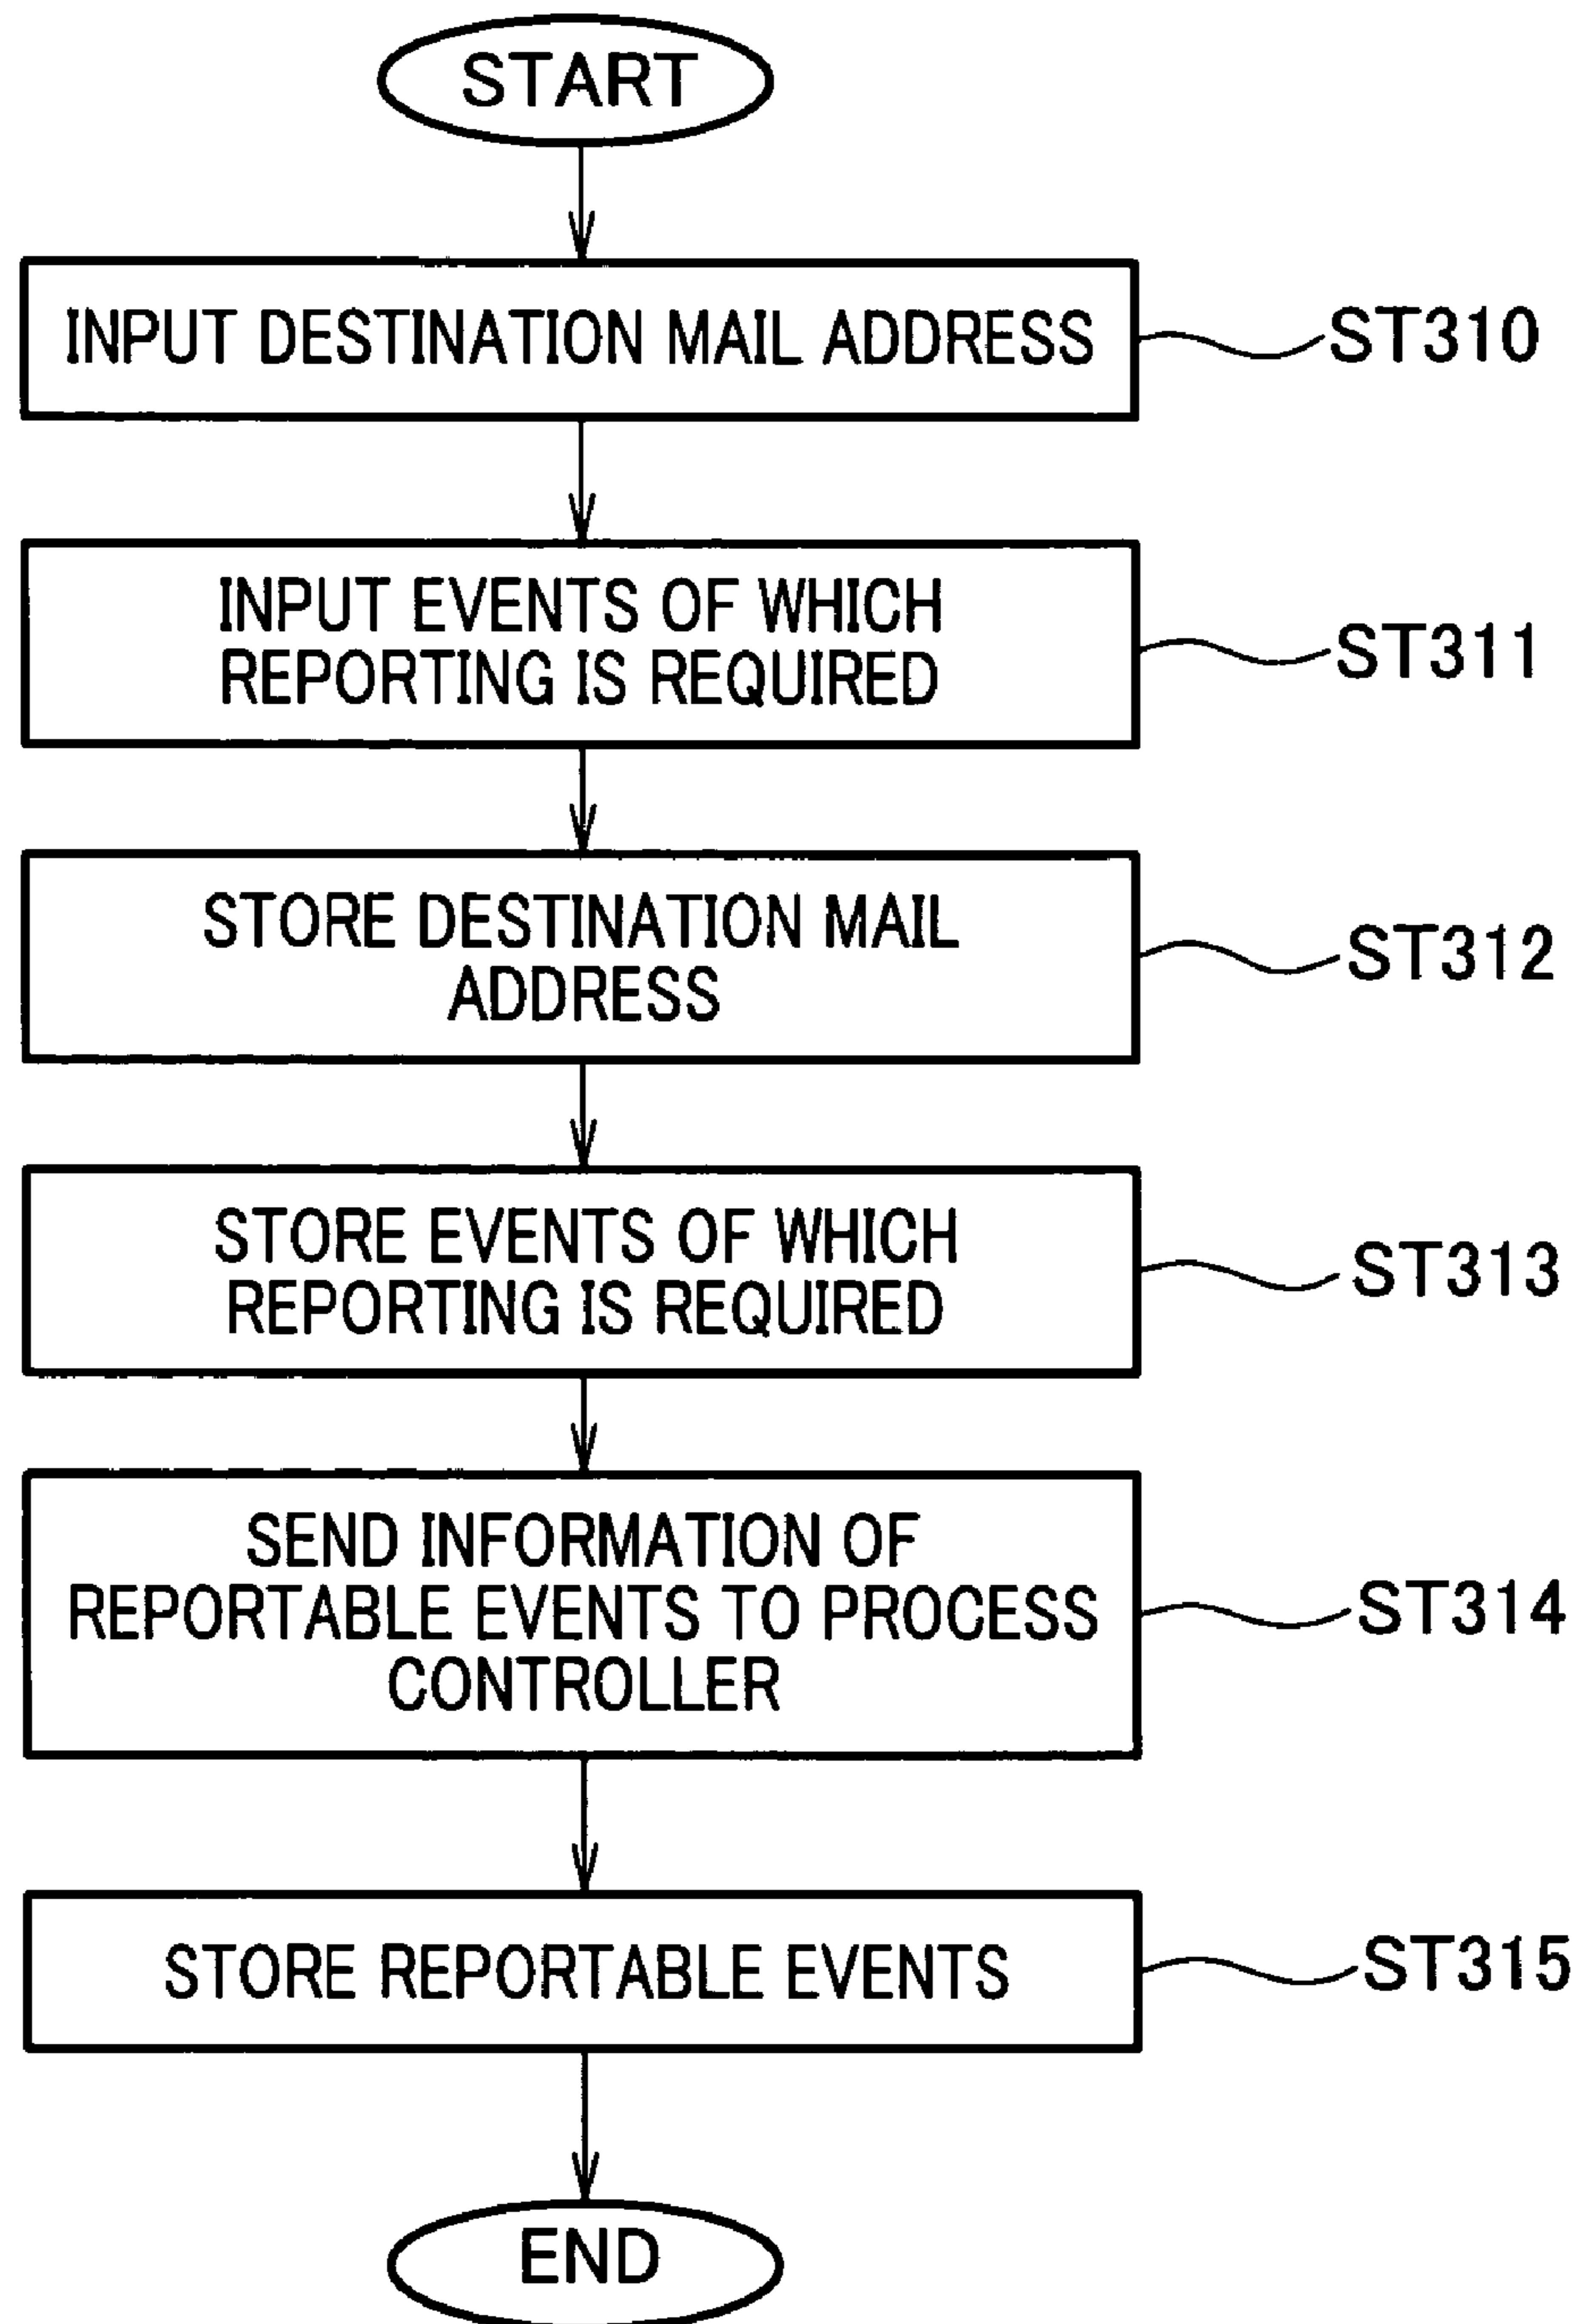 START
INPUT DESTINATION MAIL ADDRESS
ST310
INPUT EVENTS OF WHICH
REPORTING IS REQUIRED
ST311
STORE DESTINATION MAIL
ADDRESS
ST312
STORE EVENTS OF WHICH
REPORTING IS REQUIRED
ST313
SEND INFORMATION OF
REPORTABLE EVENTS TO PROCESS
CONTROLLER
ST314
STORE REPORTABLE EVENTS
ST315
END